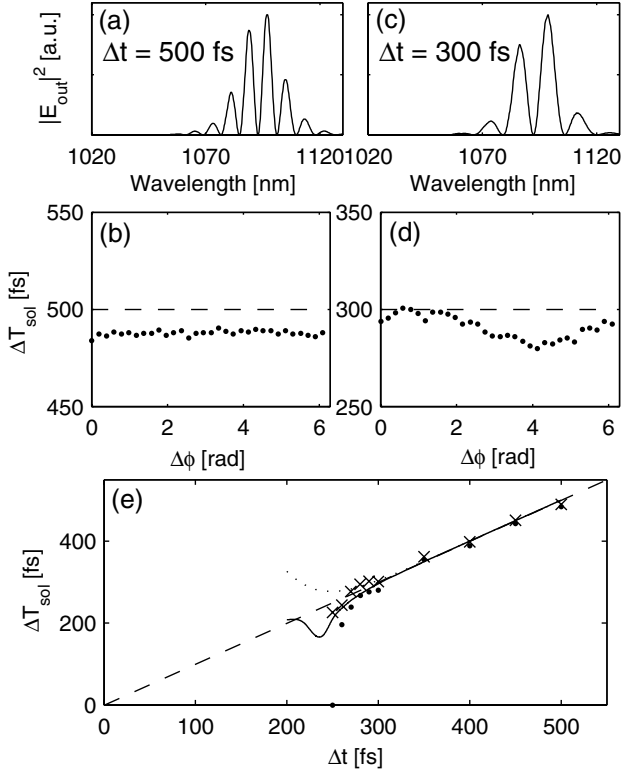 (a)
Δt = 500 fs
|E_out|² [a.u.]
1020 1070 1120
Wavelength [nm]
(c)
Δt = 300 fs
1020 1070 1120
Wavelength [nm]
(b)
ΔT_sol [fs]
550
500
450
0 2 4 6
Δϕ [rad]
(d)
350
300
250
0 2 4 6
Δϕ [rad]
(e)
ΔT_sol [fs]
400
200
0
0 100 200 300 400 500
Δt [fs]